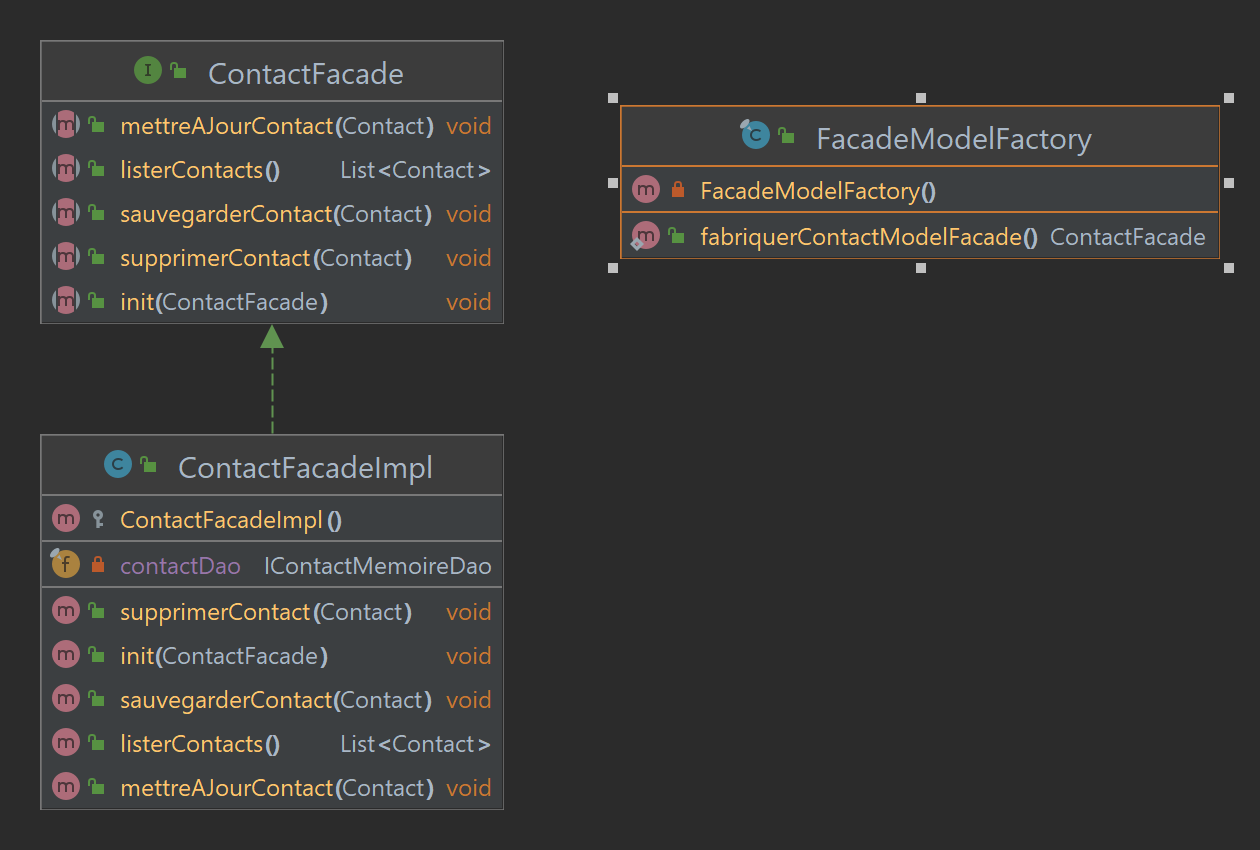 I ContactFacade
m mettreAJourContact(Contact) void
m listerContacts() List<Contact>
m sauvegarderContact(Contact) void
m supprimerContact(Contact) void
m init(ContactFacade) void
C FacadeModelFactory
m FacadeModelFactory()
m fabriquerContactModelFacade() ContactFacade
C ContactFacadeImpl
m ContactFacadeImpl()
f contactDao IContactMemoireDao
m supprimerContact(Contact) void
m init(ContactFacade) void
m sauvegarderContact(Contact) void
m listerContacts() List<Contact>
m mettreAJourContact(Contact) void